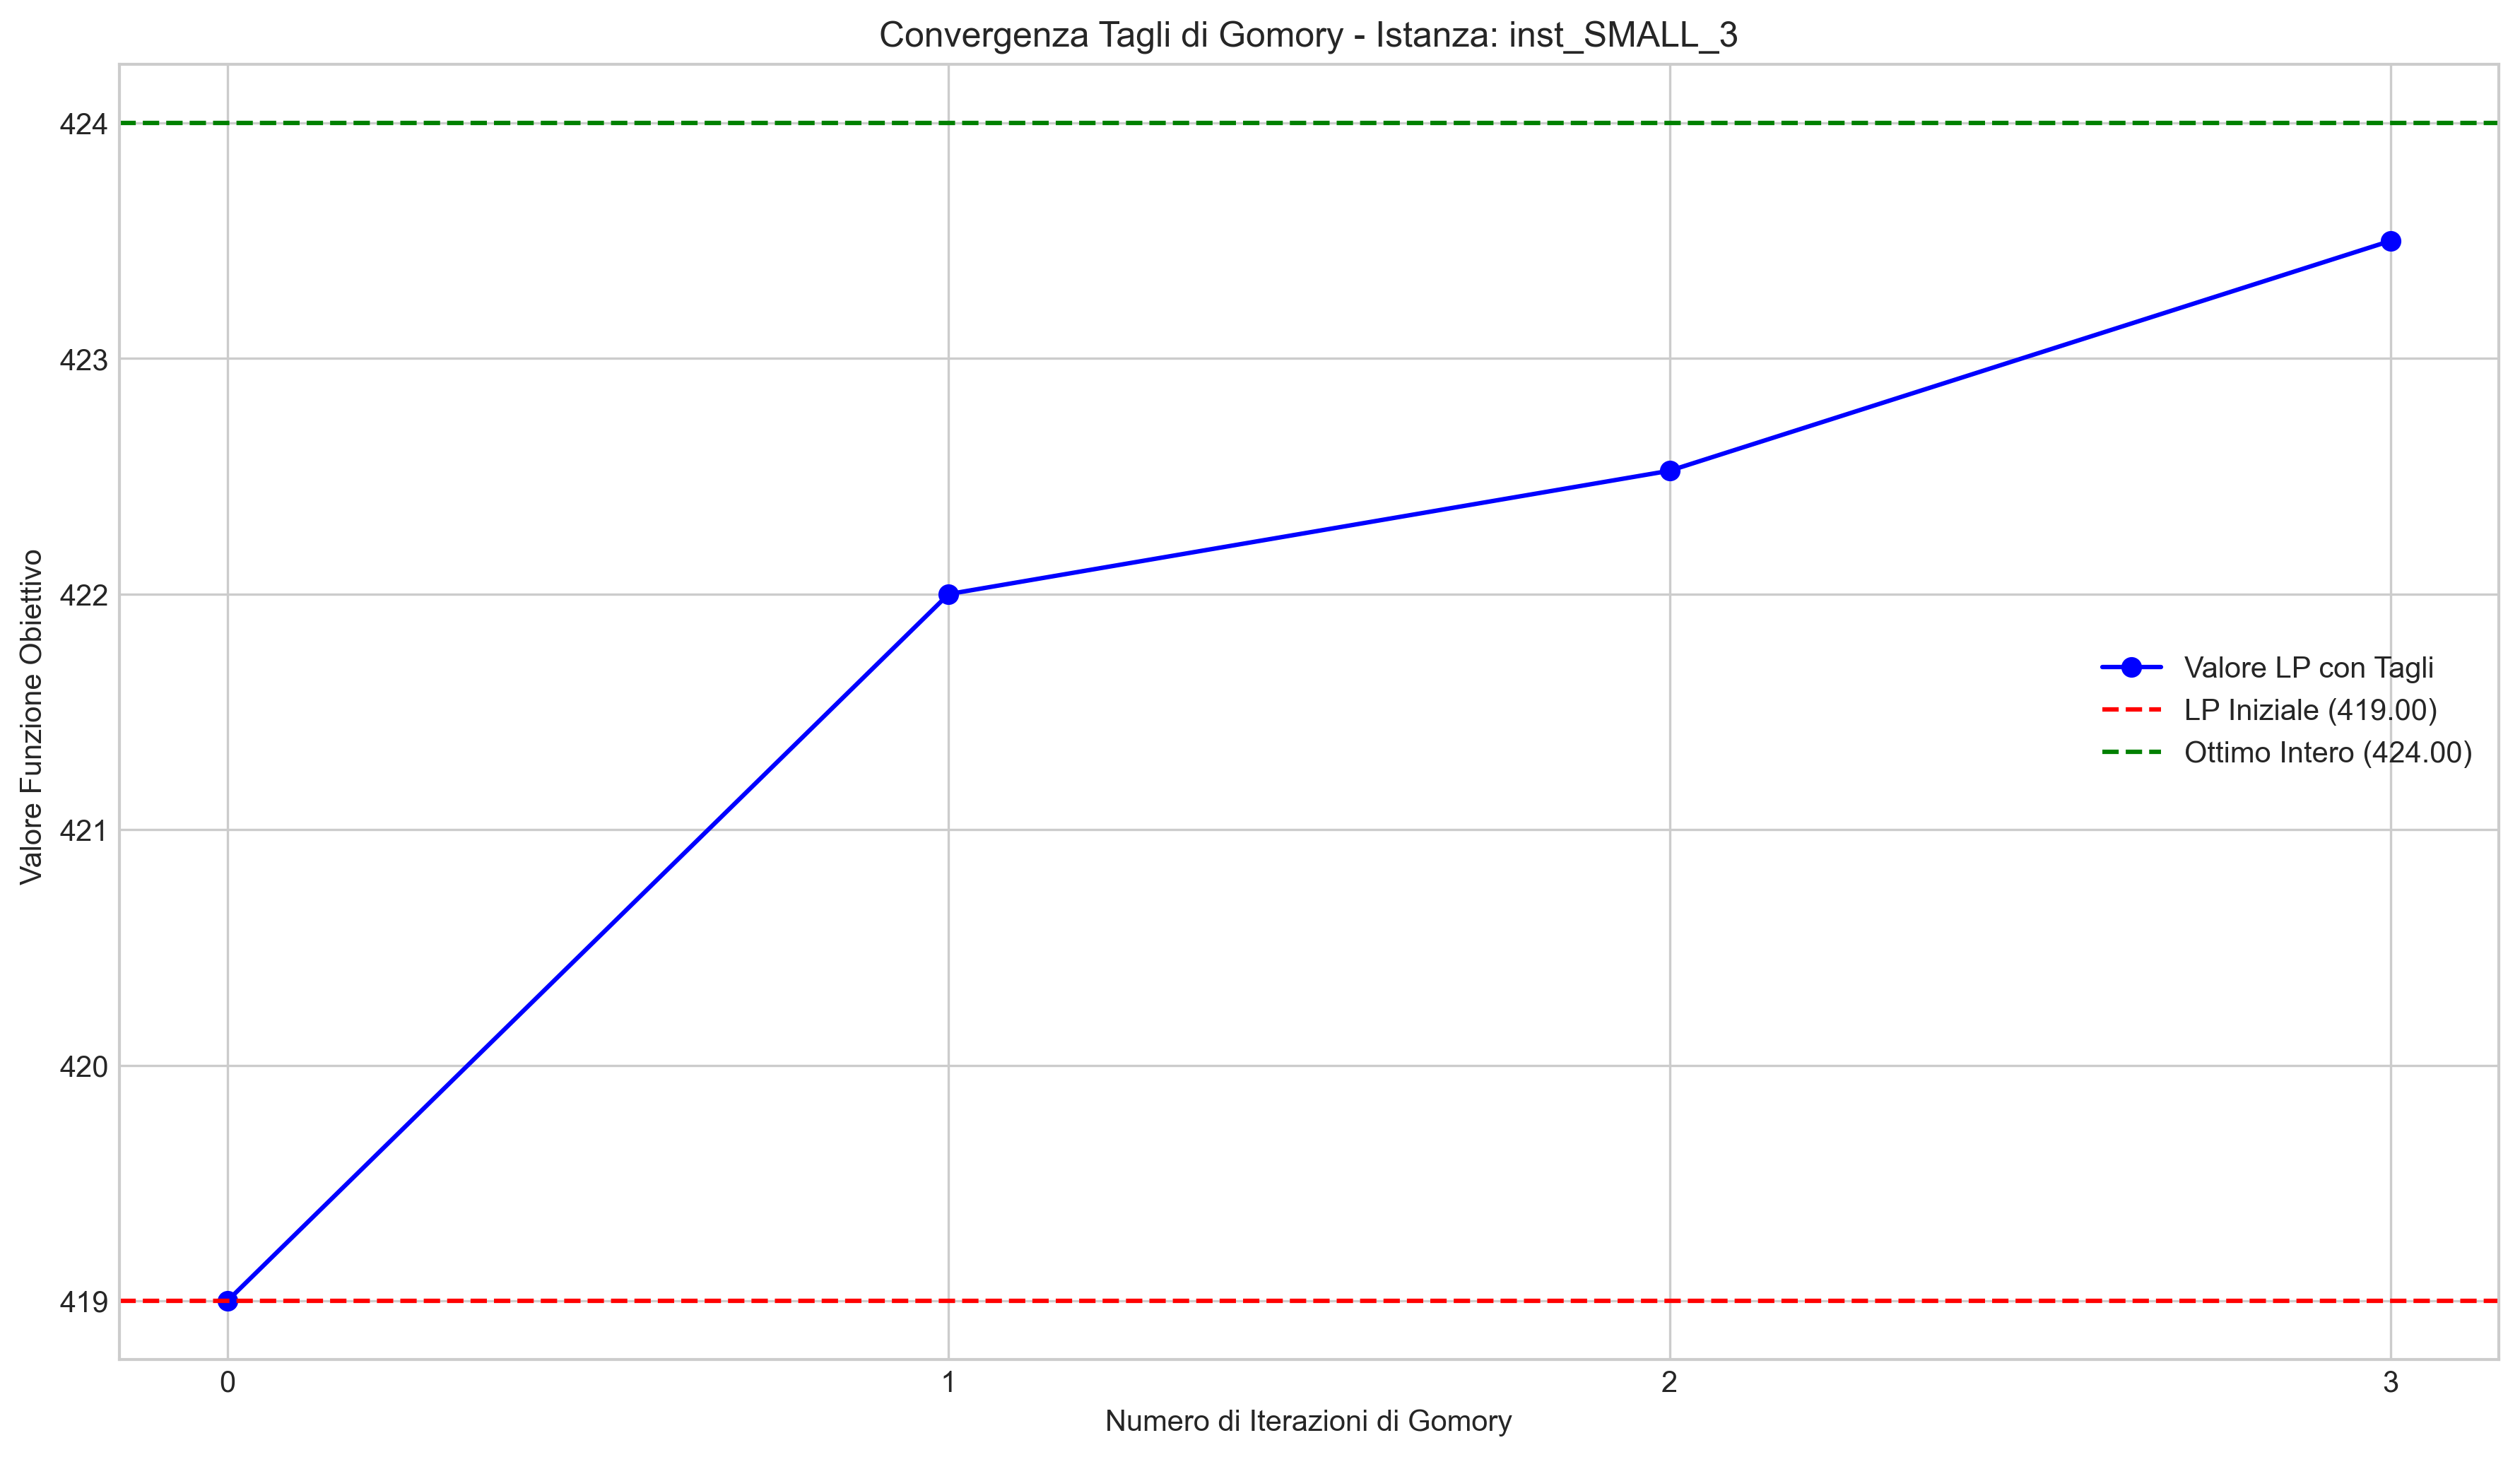 Convergenza Tagli di Gomory - Istanza: inst_SMALL_3
424
423
422
421
420
419
Valore Funzione Obiettivo
Valore LP con Tagli
LP Iniziale (419.00)
Ottimo Intero (424.00)
0 1 2 3
Numero di Iterazioni di Gomory